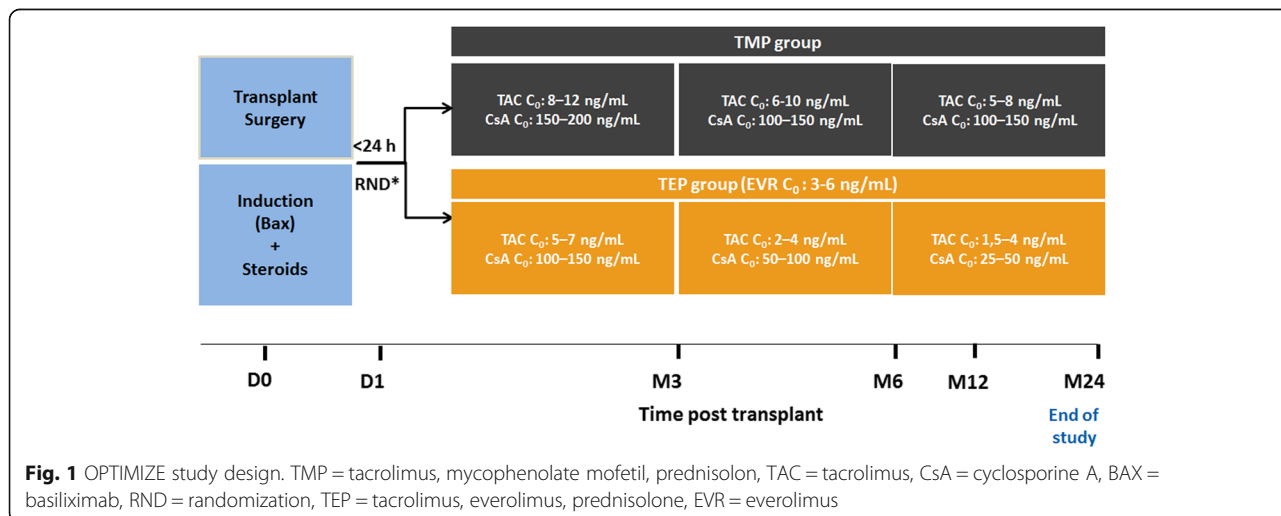 Transplant
Surgery
Induction
(Bax)
+
Steroids
<24 h
RND*
TMP group
TAC C₀: 8–12 ng/mL
CsA C₀: 150–200 ng/mL
TAC C₀: 6-10 ng/mL
CsA C₀: 100–150 ng/mL
TAC C₀: 5–8 ng/mL
CsA C₀: 100–150 ng/mL
TEP group (EVR C₀ : 3-6 ng/mL)
TAC C₀: 5–7 ng/mL
CsA C₀: 100–150 ng/mL
TAC C₀: 2–4 ng/mL
CsA C₀: 50–100 ng/mL
TAC C₀: 1,5–4 ng/mL
CsA C₀: 25–50 ng/mL
D0
D1
M3
M6
M12
M24
Time post transplant
End of
study
Fig. 1 OPTIMIZE study design. TMP = tacrolimus, mycophenolate mofetil, prednisolon, TAC = tacrolimus, CsA = cyclosporine A, BAX =
basiliximab, RND = randomization, TEP = tacrolimus, everolimus, prednisolone, EVR = everolimus